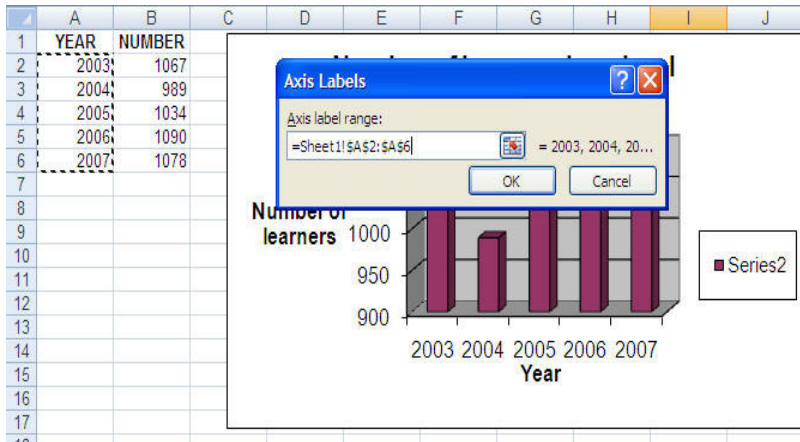 A B C D E F G H I J
1 YEAR NUMBER
2 2003 1067
3 2004 989
4 2005 1034
5 2006 1090
6 2007 1078
7
8
9
10
11
12
13
14
15
16
17
Axis Labels
Axis label range:
=Sheet1!$A$2:$A$6 = 2003, 2004, 20...
OK Cancel
Number of
learners
1000
950
900
2003 2004 2005 2006 2007
Year
Series2